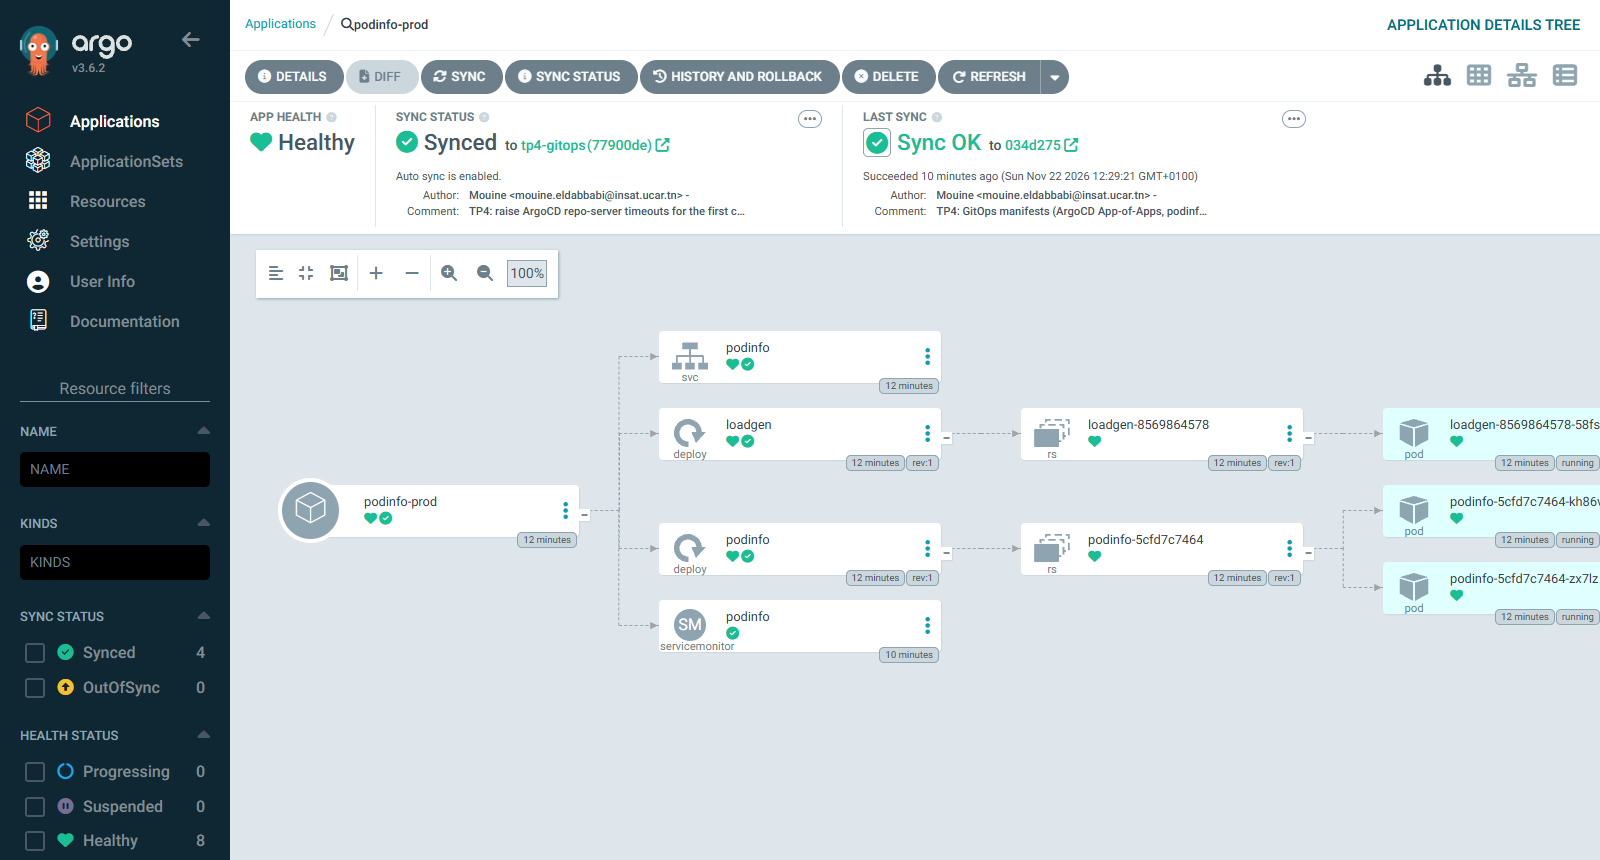 argo
v3.6.2
Applications
ApplicationSets
Resources
Settings
User Info
Documentation
Resource filters
NAME
NAME
KINDS
KINDS
SYNC STATUS
Synced 4
OutOfSync 0
HEALTH STATUS
Progressing 0
Suspended 0
Healthy 8
Applications / podinfo-prod
APPLICATION DETAILS TREE
DETAILS DIFF SYNC SYNC STATUS HISTORY AND ROLLBACK DELETE REFRESH
APP HEALTH
Healthy
SYNC STATUS
Synced to tp4-gitops (77900de)
Auto sync is enabled.
Author: Mouine <mouine.eldabbabi@insat.ucar.tn> -
Comment: TP4: raise ArgoCD repo-server timeouts for the first c...
LAST SYNC
Sync OK to 034d275
Succeeded 10 minutes ago (Sun Nov 22 2026 12:29:21 GMT+0100)
Author: Mouine <mouine.eldabbabi@insat.ucar.tn> -
Comment: TP4: GitOps manifests (ArgoCD App-of-Apps, podinf...
100%
podinfo-prod
12 minutes
podinfo
svc
12 minutes
loadgen
deploy
12 minutes rev:1
podinfo
deploy
12 minutes rev:1
podinfo
SM
servicemonitor
10 minutes
loadgen-8569864578
rs
12 minutes rev:1
podinfo-5cfd7c7464
rs
12 minutes rev:1
loadgen-8569864578-58fs
pod
12 minutes running
podinfo-5cfd7c7464-kh86v
pod
12 minutes running
podinfo-5cfd7c7464-zx7lz
pod
12 minutes running